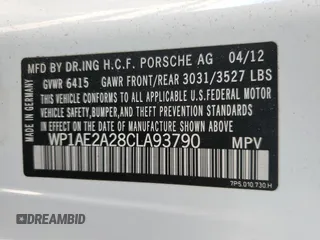 MFD BY DR.ING H.C.F. PORSCHE AG 04/12
GVWR 6415 GAWR FRONT/REAR 3031/3527 LBS
THIS VEHICLE CONFORMS TO ALL APPLICABLE U.S. FEDERAL MOTOR
VEHICLE SAFETY, BUMPER, AND THEFT PREVENTION STANDARDS
IN EFFECT ON THE DATE OF MANUFACTURE SHOWN ABOVE.
WP1AE2A28CLA93790 MPV
MADE IN GERMANY
7P5.010.730.H
DREAMBID